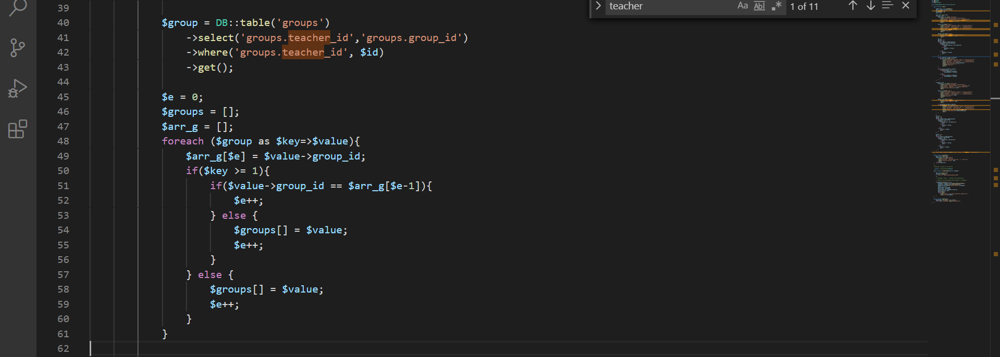 teacher Aa Abl .* 1 of 11
39
40 $group = DB::table('groups')
41 ->select('groups.teacher_id','groups.group_id')
42 ->where('groups.teacher_id', $id)
43 ->get();
44
45 $e = 0;
46 $groups = [];
47 $arr_g = [];
48 foreach ($group as $key=>$value){
49 $arr_g[$e] = $value->group_id;
50 if($key >= 1){
51 if($value->group_id == $arr_g[$e-1]){
52 $e++;
53 } else {
54 $groups[] = $value;
55 $e++;
56 }
57 } else {
58 $groups[] = $value;
59 $e++;
60 }
61 }
62